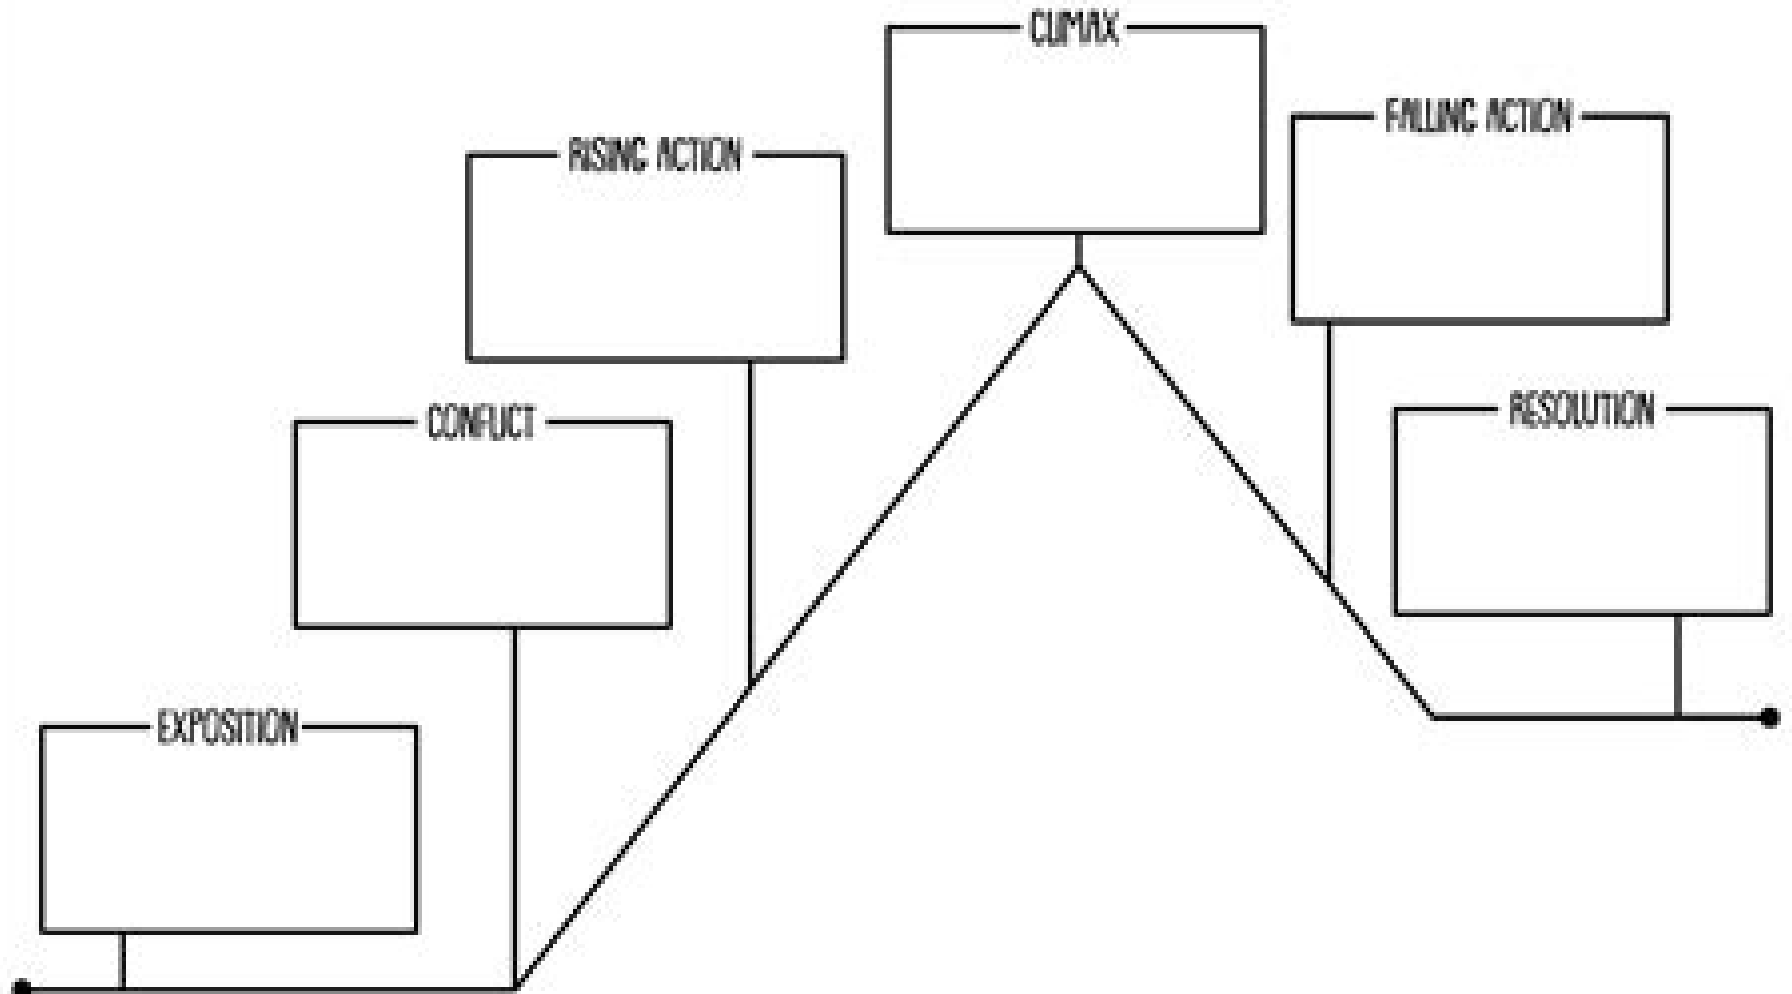 EXPOSITION
CONFLICT
RISING ACTION
CLIMAX
FALLING ACTION
RESOLUTION